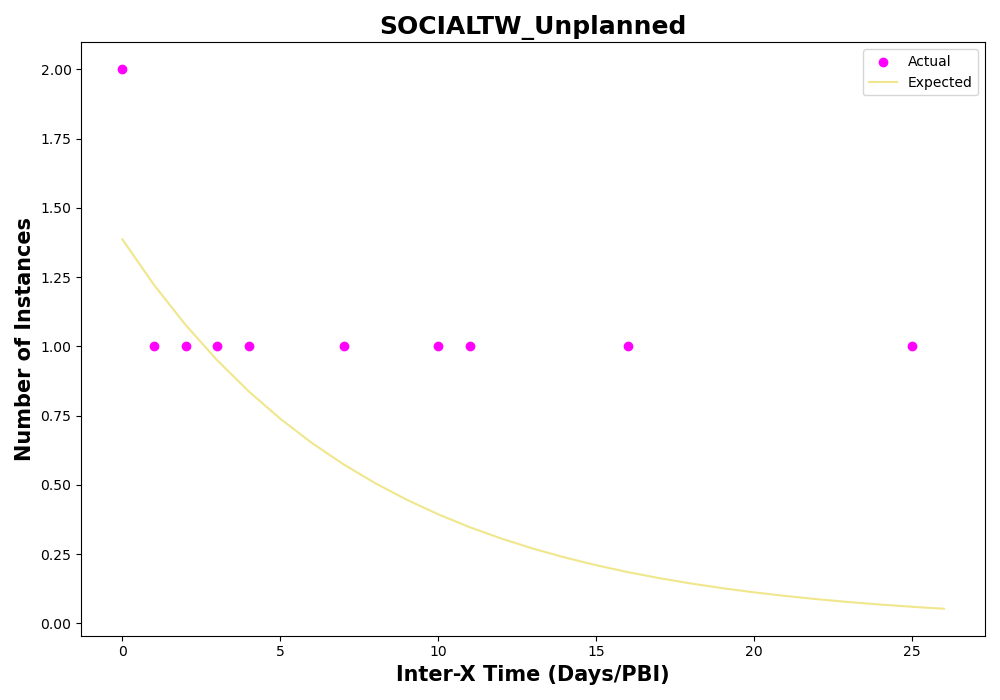 SOCIALTW_Unplanned
Actual
Expected
2.00
1.75
1.50
1.25
1.00
0.75
0.50
0.25
0.00
Number of Instances
0 5 10 15 20 25
Inter-X Time (Days/PBI)